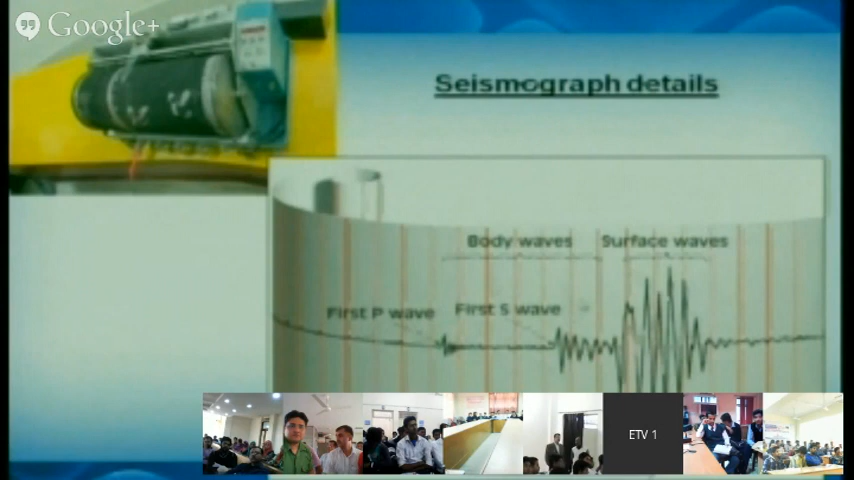 Google+
Seismograph details
Body waves
Surface waves
First P wave
First S wave
ETV 1